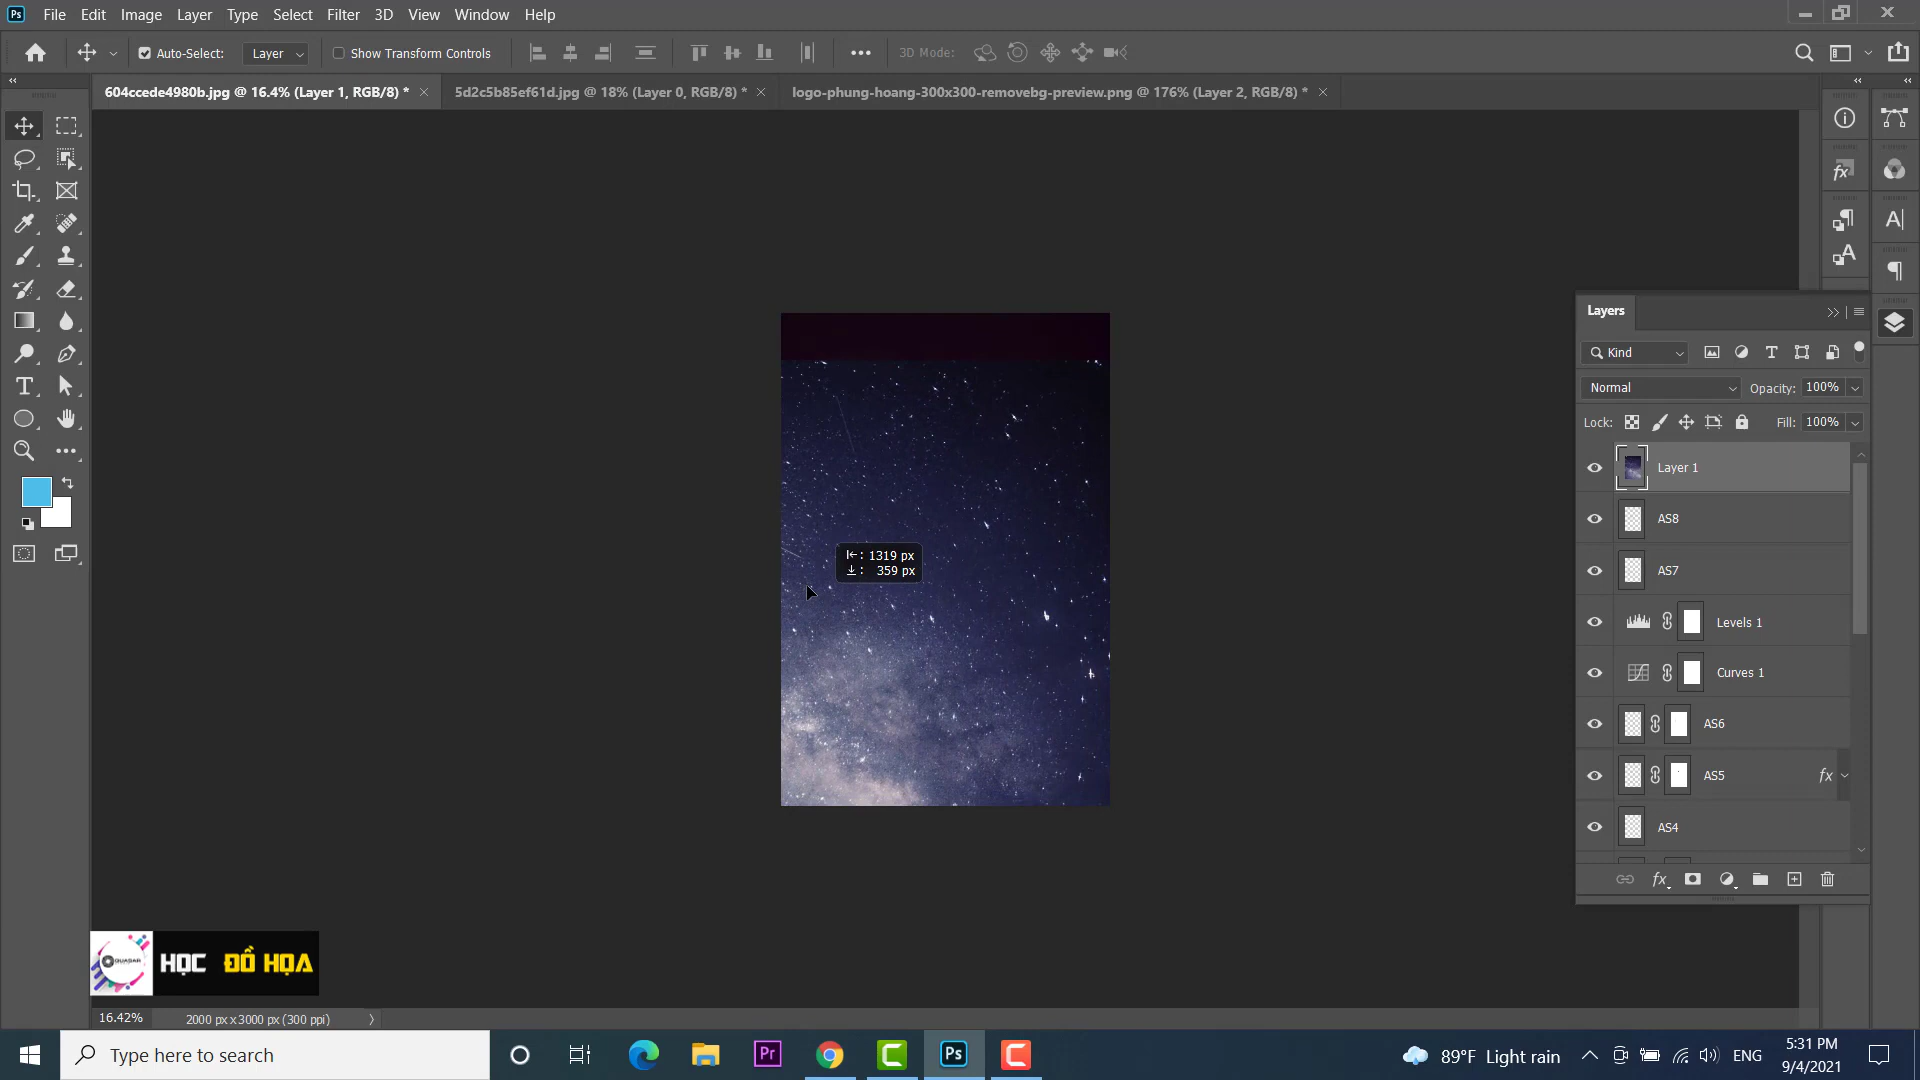 File Edit Image Layer Type Select Filter 3D View Window Help
Auto-Select: Layer Show Transform Controls 3D Mode:
604ccede4980b.jpg @ 16.4% (Layer 1, RGB/8) * 5d2c5b85ef61d.jpg @ 18% (Layer 0, RGB/8) * logo-phung-hoang-300x300-removebg-preview.png @ 176% (Layer 2, RGB/8) *
Layers
Kind
Normal Opacity: 100%
Lock: Fill: 100%
Layer 1
AS8
AS7
Levels 1
Curves 1
AS6
AS5 fx
AS4
fx
1319 px
359 px
QUASAR
HỌC ĐỒ HỌA
16.42% 2000 px x 3000 px (300 ppi)
Type here to search
Pr
Ps
89°F Light rain
ENG
5:31 PM
9/4/2021